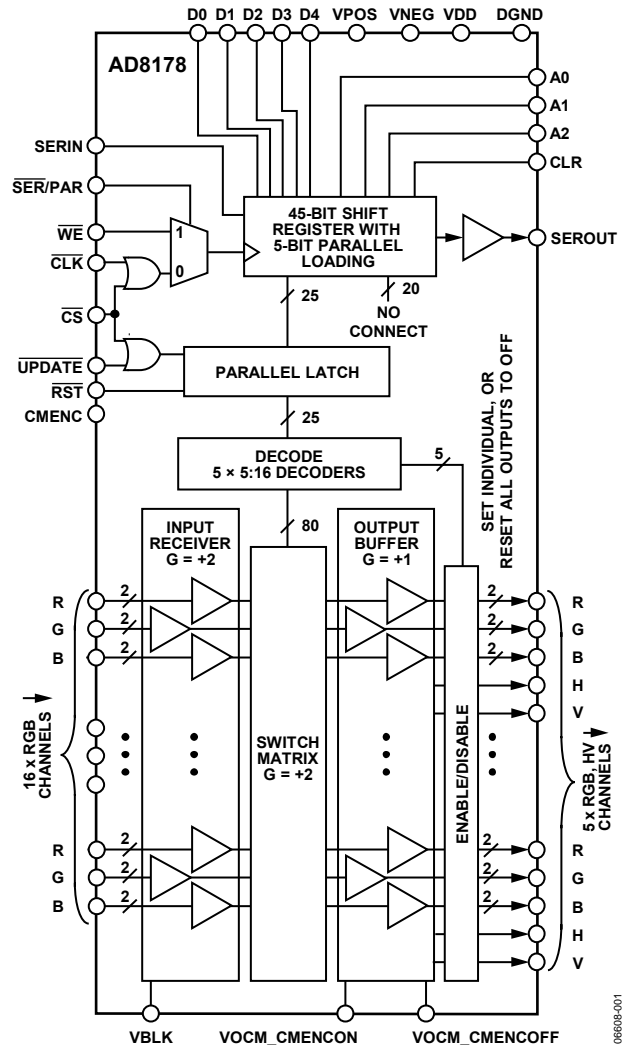 D0 D1 D2 D3 D4 VPOS VNEG VDD DGND
AD8178
A0
A1
A2
CLR
SERIN
SER/PAR
WE
CLK
CS
UPDATE
RST
CMENC
1
0
45-BIT SHIFT
REGISTER WITH
5-BIT PARALLEL
LOADING
SEROUT
25
20
NO
CONNECT
PARALLEL LATCH
25
DECODE
5 × 5:16 DECODERS
5
80
SET INDIVIDUAL, OR
RESET ALL OUTPUTS TO OFF
INPUT
RECEIVER
G = +2
OUTPUT
BUFFER
G = +1
SWITCH
MATRIX
G = +2
ENABLE/DISABLE
R 2 2 R
G 2 2 G
B 2 2 B
H
V
16 x RGB
CHANNELS
5 x RGB, HV
CHANNELS
R 2 2 R
G 2 2 G
B 2 2 B
H
V
VBLK VOCM_CMENCON VOCM_CMENCOFF
06608-001